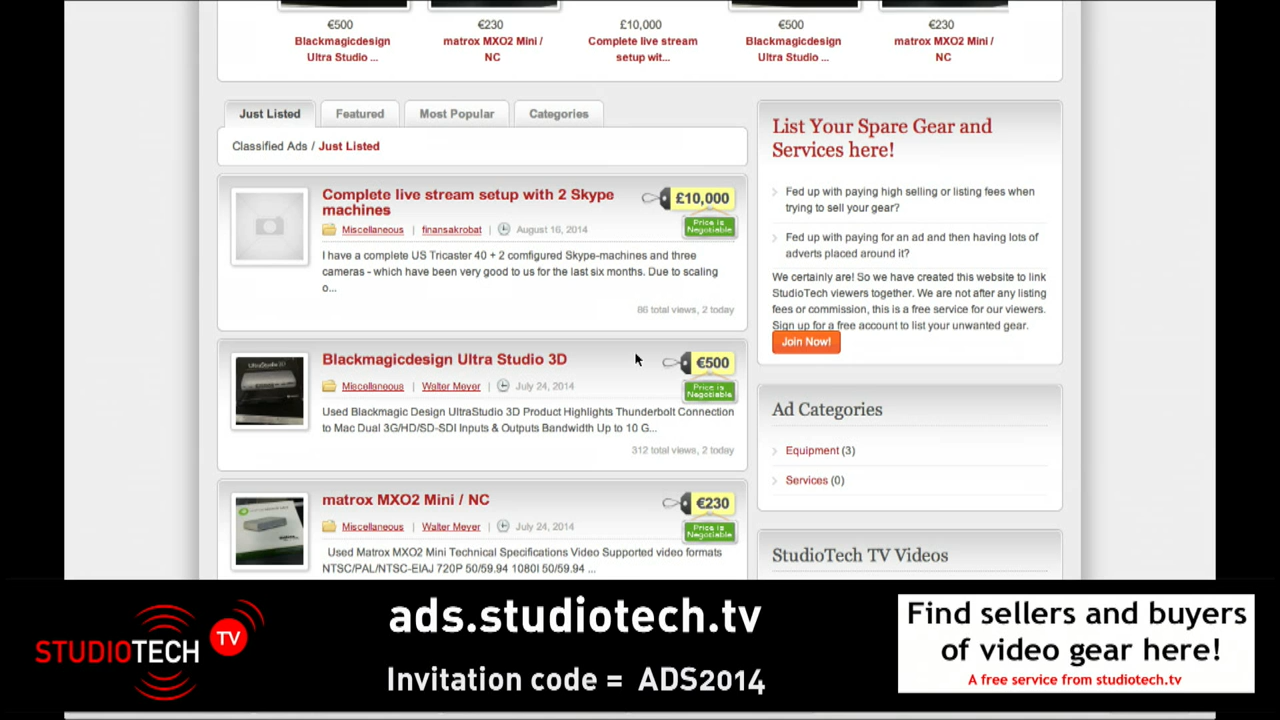 €500
€230
£10,000
€500
€230
Blackmagicdesign
Ultra Studio ...
matrox MXO2 Mini /
NC
Complete live stream
setup wit...
Blackmagicdesign
Ultra Studio ...
matrox MXO2 Mini /
NC
Just Listed
Featured
Most Popular
Categories
Classified Ads / Just Listed
Complete live stream setup with 2 Skype
machines
£10,000
Price is
Negotiable
Miscellaneous | finansakrobat | August 16, 2014
I have a complete US Tricaster 40 + 2 comfigured Skype-machines and three
cameras - which have been very good to us for the last six months. Due to scaling
o...
86 total views, 2 today
UltraStudio 3D
Blackmagicdesign Ultra Studio 3D
€500
Price is
Negotiable
Miscellaneous | Walter Meyer | July 24, 2014
Used Blackmagic Design UltraStudio 3D Product Highlights Thunderbolt Connection
to Mac Dual 3G/HD/SD-SDI Inputs & Outputs Bandwidth Up to 10 G...
312 total views, 2 today
matrox MXO2 Mini / NC
€230
Price is
Negotiable
Miscellaneous | Walter Meyer | July 24, 2014
Used Matrox MXO2 Mini Technical Specifications Video Supported video formats
NTSC/PAL/NTSC-EIAJ 720P 50/59.94 1080I 50/59.94 ...
List Your Spare Gear and
Services here!
Fed up with paying high selling or listing fees when
trying to sell your gear?
Fed up with paying for an ad and then having lots of
adverts placed around it?
We certainly are! So we have created this website to link
StudioTech viewers together. We are not after any listing
fees or commission, this is a free service for our viewers.
Sign up for a free account to list your unwanted gear.
Join Now!
Ad Categories
Equipment (3)
Services (0)
StudioTech TV Videos
STUDIOTECH TV
ads.studiotech.tv
Invitation code = ADS2014
Find sellers and buyers
of video gear here!
A free service from studiotech.tv